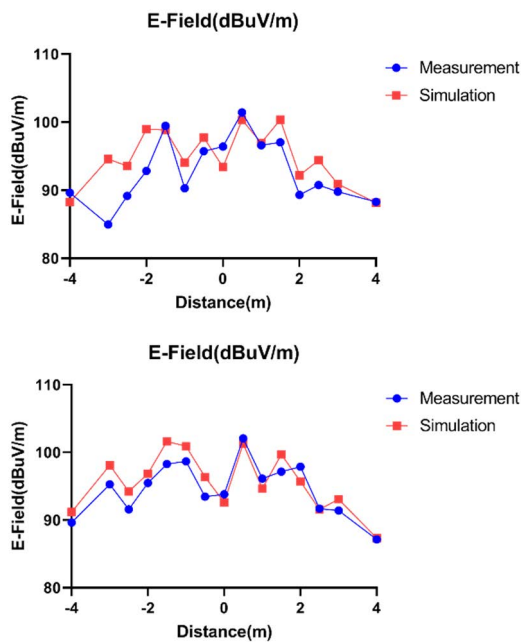 E-Field(dBuV/m)
110
100
90
80
E-Field(dBuV/m)
-4 -2 0 2 4
Distance(m)
Measurement
Simulation
E-Field(dBuV/m)
110
100
90
80
E-Field(dBuV/m)
-4 -2 0 2 4
Distance(m)
Measurement
Simulation